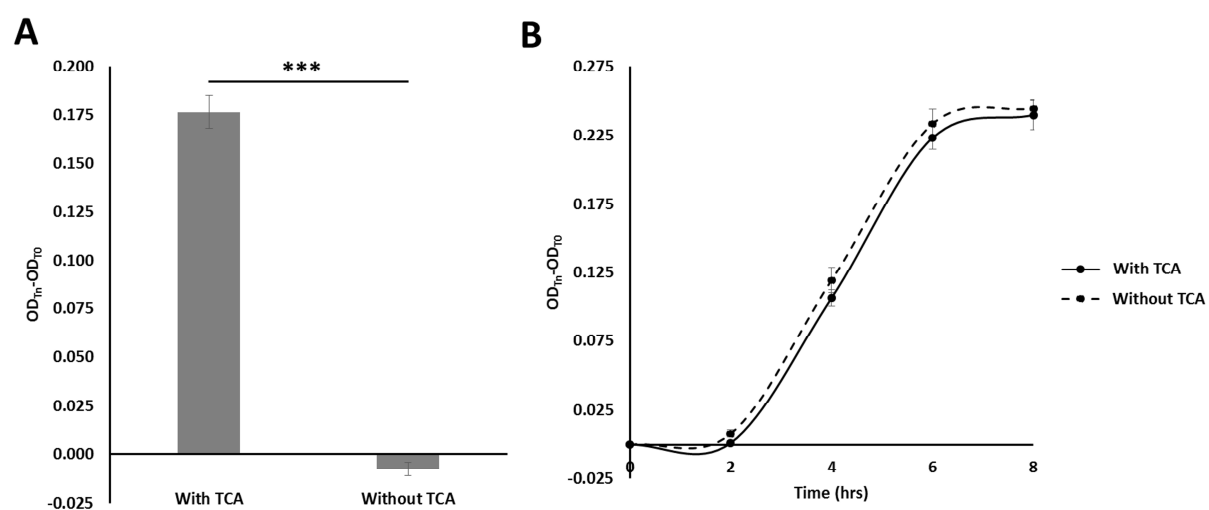 A
0.200
0.175
0.150
0.125
0.100
0.075
0.050
0.025
0.000
-0.025
OD_Tn-OD_T0
***
With TCA
Without TCA
B
0.275
0.225
0.175
0.125
0.075
0.025
-0.025
OD_Tn-OD_T0
0 2 4 6 8
Time (hrs)
With TCA
Without TCA